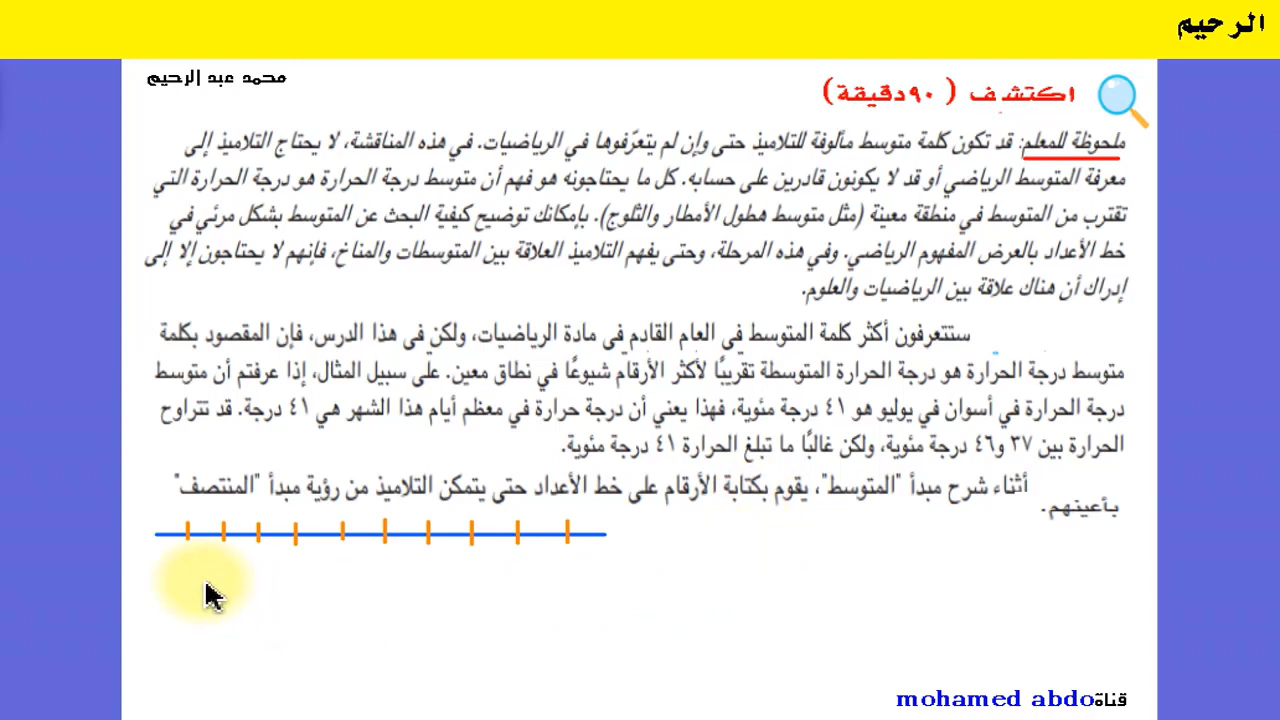 الرحيم
محمد عبد الرحيم
اكتشف ( ٩٠دقيقة)
ملحوظة للمعلم: قد تكون كلمة متوسط مألوفة للتلاميذ حتى وإن لم يتعرّفوها في الرياضيات. في هذه المناقشة، لا يحتاج التلاميذ إلى
معرفة المتوسط الرياضي أو قد لا يكونون قادرين على حسابه. كل ما يحتاجونه هو فهم أن متوسط درجة الحرارة هو درجة الحرارة التي
تقترب من المتوسط في منطقة معينة (مثل متوسط هطول الأمطار والثلوج). بإمكانك توضيح كيفية البحث عن المتوسط بشكل مرئي في
خط الأعداد بالعرض المفهوم الرياضي. وفي هذه المرحلة، وحتى يفهم التلاميذ العلاقة بين المتوسطات والمناخ، فإنهم لا يحتاجون إلا إلى
إدراك أن هناك علاقة بين الرياضيات والعلوم.
ستتعرفون أكثر كلمة المتوسط في العام القادم في مادة الرياضيات، ولكن في هذا الدرس، فإن المقصود بكلمة
متوسط درجة الحرارة هو درجة الحرارة المتوسطة تقريبًا لأكثر الأرقام شيوعًا في نطاق معين. على سبيل المثال، إذا عرفتم أن متوسط
درجة الحرارة في أسوان في يوليو هو ٤١ درجة مئوية، فهذا يعني أن درجة حرارة في معظم أيام هذا الشهر هي ٤١ درجة. قد تتراوح
الحرارة بين ٣٧ و٤٦ درجة مئوية، ولكن غالبًا ما تبلغ الحرارة ٤١ درجة مئوية.
أثناء شرح مبدأ "المتوسط"، يقوم بكتابة الأرقام على خط الأعداد حتى يتمكن التلاميذ من رؤية مبدأ "المنتصف"
بأعينهم.
قناة mohamed abdo